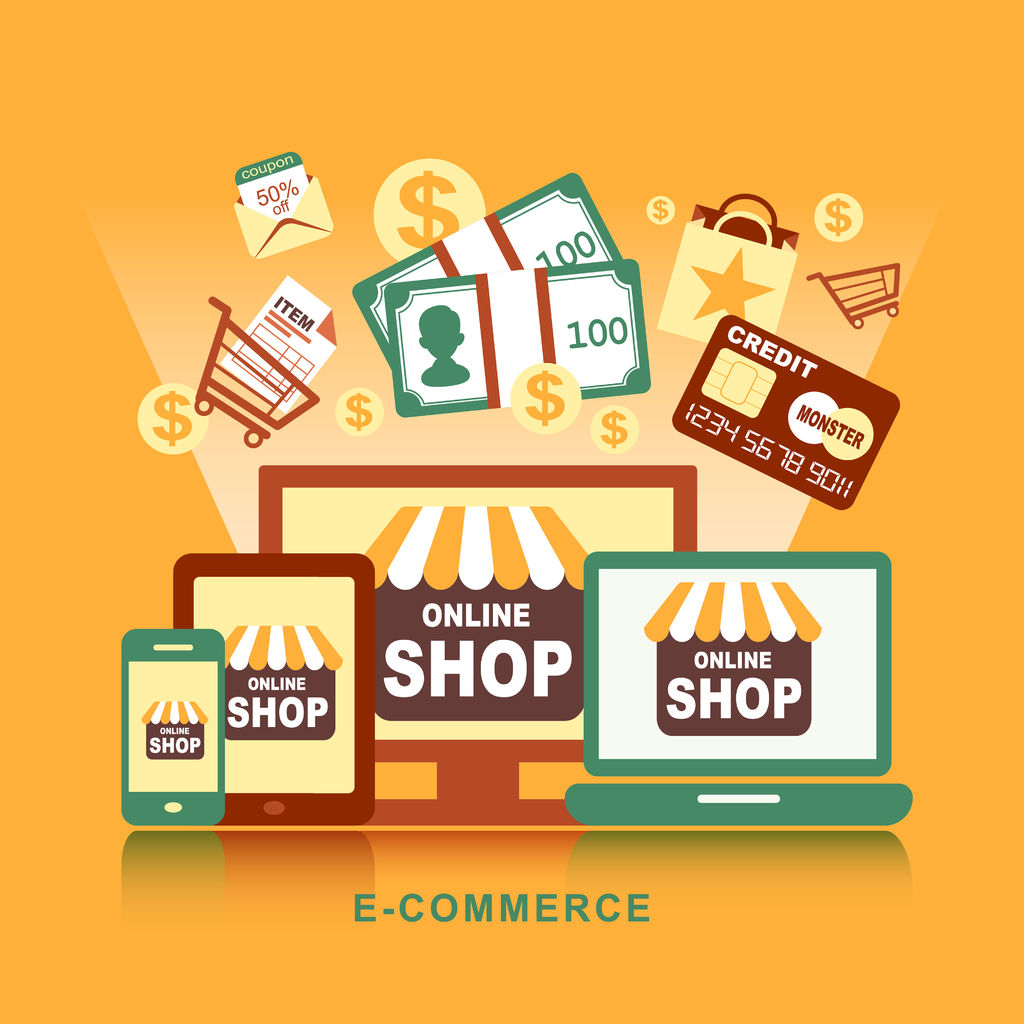 coupon
50%
off
$
$
$
100
100
ITEM
$
$
$
$
CREDIT
MONSTER
1234 5678 9011
ONLINE
SHOP
ONLINE
SHOP
ONLINE
SHOP
ONLINE
SHOP
E-COMMERCE